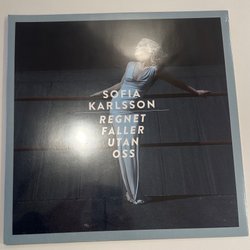 SOFIA
KARLSSON
REGNET
FALLER
UTAN
OSS